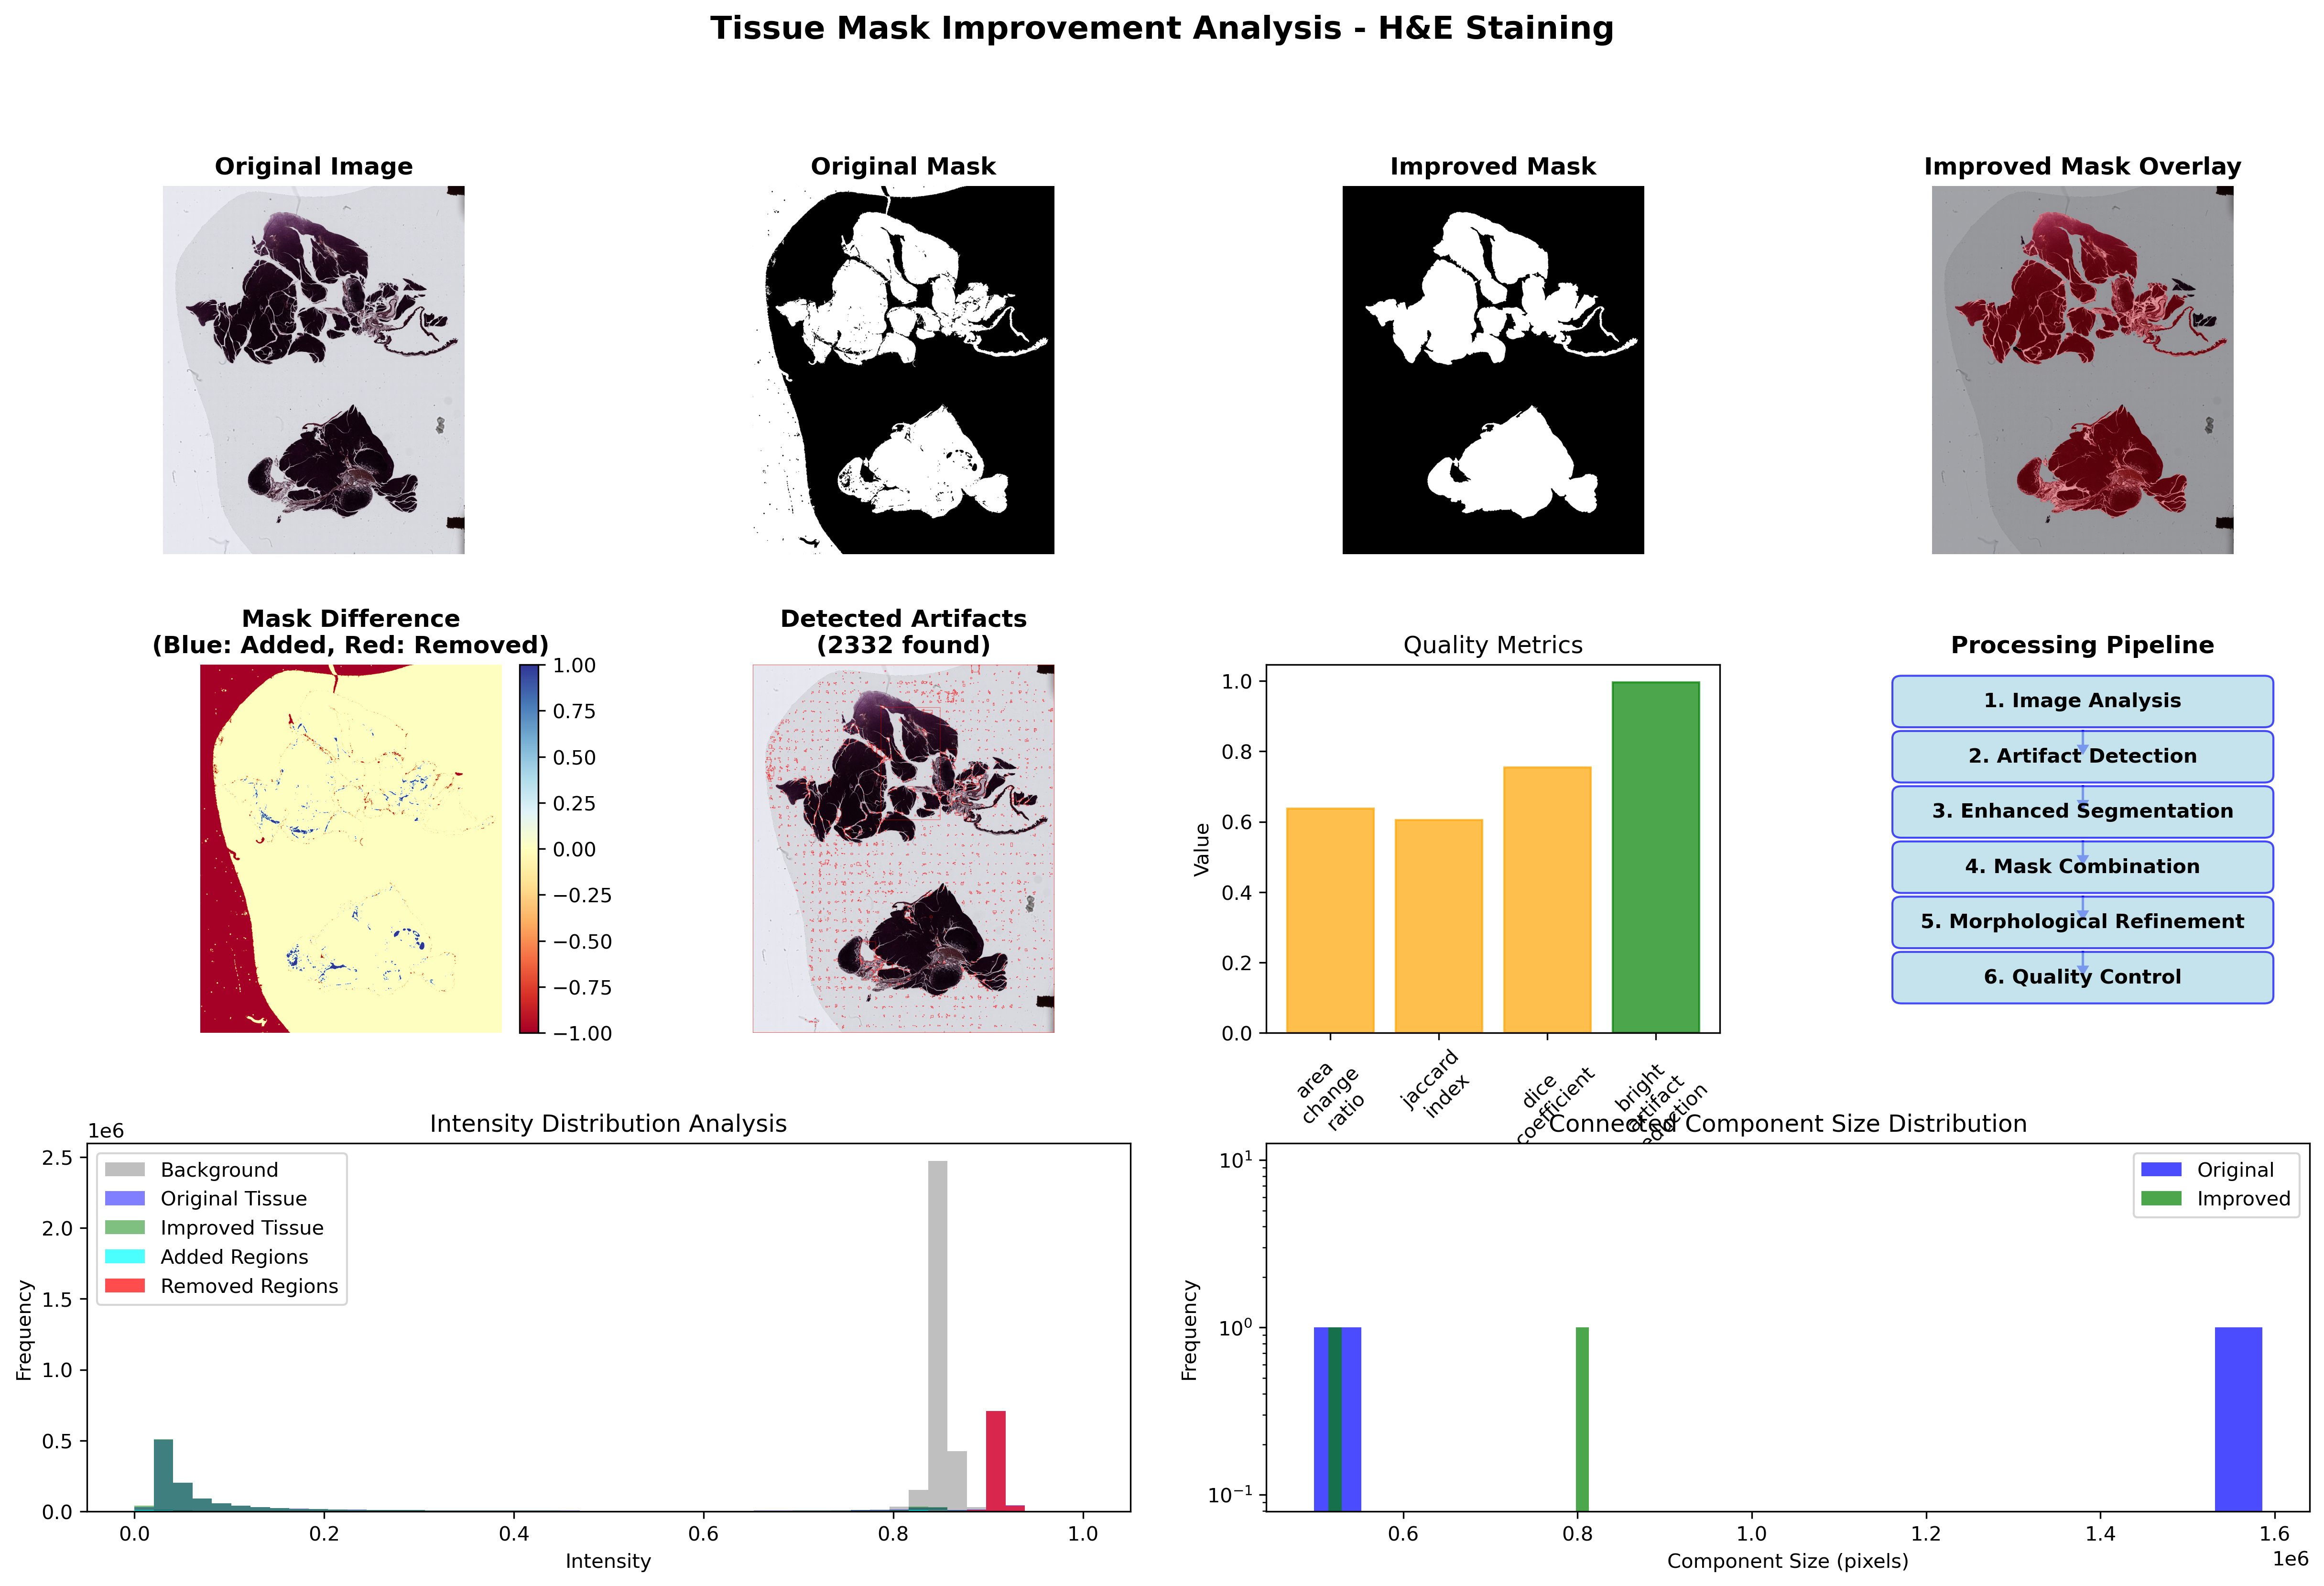 Tissue Mask Improvement Analysis - H&E Staining
Original Image
Original Mask
Improved Mask
Improved Mask Overlay
Mask Difference
(Blue: Added, Red: Removed)
1.00
0.75
0.50
0.25
0.00
−0.25
−0.50
−0.75
−1.00
Detected Artifacts
(2332 found)
Quality Metrics
Value
1.0
0.8
0.6
0.4
0.2
0.0
area
change
ratio
jaccard
index
dice
coefficient
bright
artifact
Processing Pipeline
1. Image Analysis
2. Artifact Detection
3. Enhanced Segmentation
4. Mask Combination
5. Morphological Refinement
6. Quality Control
Intensity Distribution Analysis
1e6
Frequency
2.5
2.0
1.5
1.0
0.5
0.0
Background
Original Tissue
Improved Tissue
Added Regions
Removed Regions
0.0
0.2
0.4
0.6
0.8
1.0
Intensity
Connected Component Size Distribution
Frequency
10¹
10⁰
10⁻¹
Original
Improved
0.6
0.8
1.0
1.2
1.4
1.6
1e6
Component Size (pixels)